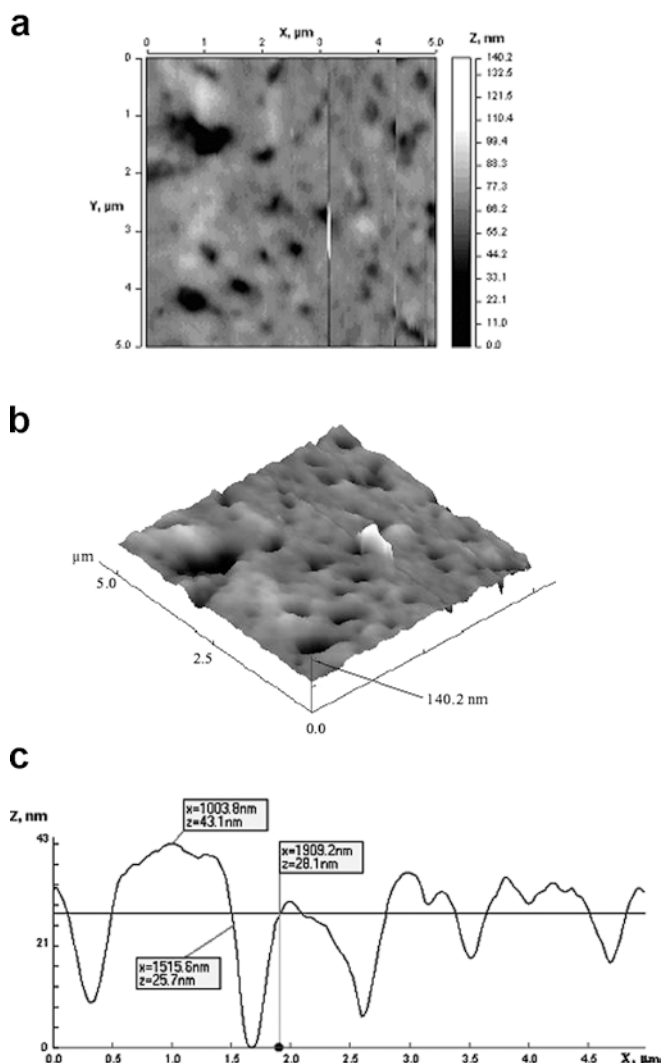 a
X, µm
0 1.0 2.0 3.0 4.0 5.0
Z, nm
0
1
2
Y, µm
3
4
5.0
140.2
132.5
121.5
110.4
99.4
88.3
77.3
66.2
55.2
44.2
33.1
22.1
11.0
0.0
b
µm
5.0
2.5
0.0
140.2 nm
c
Z, nm
43
21
0
x=1003.8nm
z=43.1nm
x=1909.2nm
z=28.1nm
x=1515.6nm
z=25.7nm
0.0 0.5 1.0 1.5 2.0 2.5 3.0 3.5 4.0 4.5 X, µm